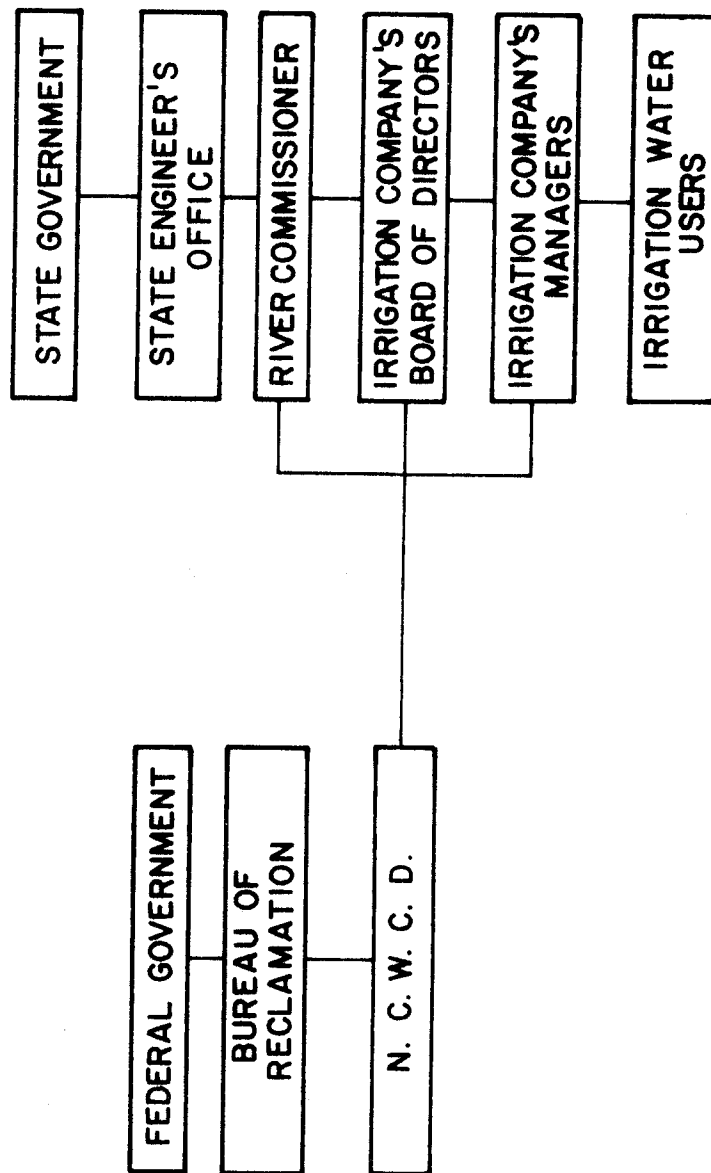 FEDERAL GOVERNMENT
BUREAU OF
RECLAMATION
N. C. W. C. D.
STATE GOVERNMENT
STATE ENGINEER'S
OFFICE
RIVER COMMISSIONER
IRRIGATION COMPANY'S
BOARD OF DIRECTORS
IRRIGATION COMPANY'S
MANAGERS
IRRIGATION WATER
USERS